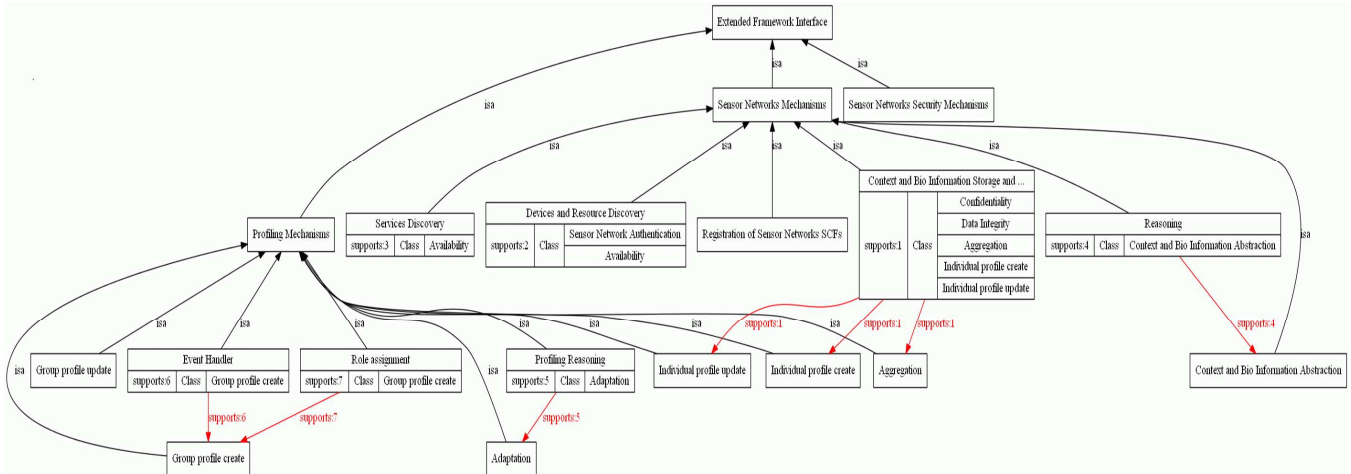 Extended Framework Interface
isa
isa
isa
Sensor Networks Mechanisms
Sensor Networks Security Mechanisms
isa
isa
isa
isa
isa
isa
Profiling Mechanisms
Services Discovery
supports:3 Class Availability
Devices and Resource Discovery
supports:2 Class
Sensor Network Authentication
Availability
Registration of Sensor Networks SCFs
Context and Bio Information Storage and ...
supports:1 Class
Confidentiality
Data Integrity
Aggregation
Individual profile create
Individual profile update
Reasoning
supports:4 Class Context and Bio Information Abstraction
isa
isa
isa
isa
isa
isa
isa
isa
isa
supports:1
supports:1
supports:1
supports:4
Group profile update
Event Handler
supports:6 Class Group profile create
Role assignment
supports:7 Class Group profile create
Profiling Reasoning
supports:5 Class Adaptation
Individual profile update
Individual profile create
Aggregation
Context and Bio Information Abstraction
supports:6
supports:7
supports:5
Group profile create
Adaptation